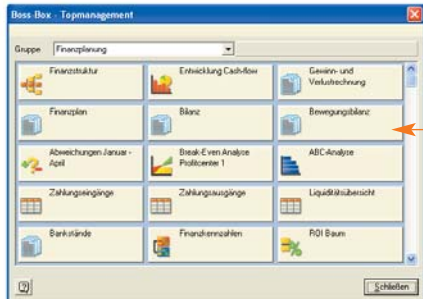 Boss-Box - Topmanagement
Gruppe Finanzplanung
Finanzstruktur
Entwicklung Cash-flow
Gewinn- und
Verlustrechnung
Finanzplan
Bilanz
Bewegungsbilanz
Abweichungen Januar -
April
Break-Even Analyse
Profitcenter 1
ABC-Analyse
Zahlungseingänge
Zahlungsausgänge
Liquiditätsübersicht
Bankstände
Finanzkennzahlen
ROI Baum
Schließen